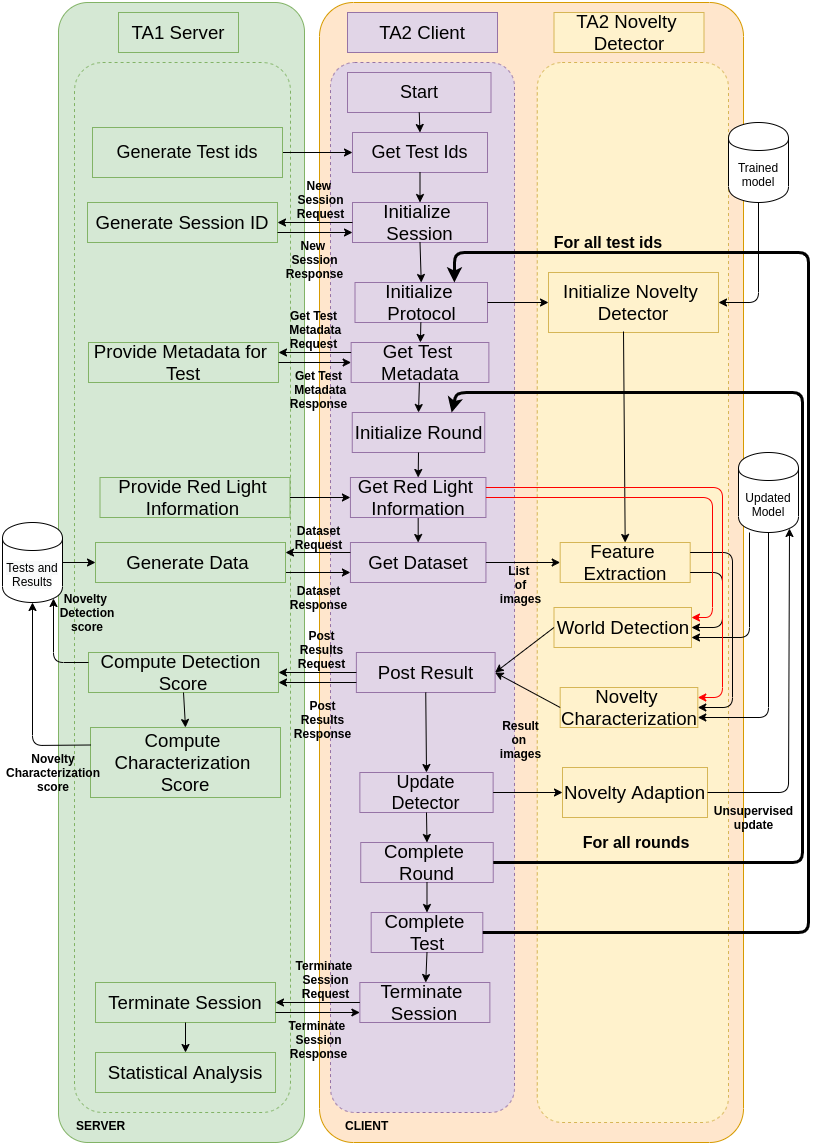 TA1 Server
TA2 Client
TA2 Novelty
Detector
Start
Generate Test ids
Get Test Ids
Trained
model
New
Session
Request
Generate Session ID
Initialize
Session
New
Session
Response
For all test ids
Initialize
Protocol
Initialize Novelty
Detector
Get Test
Metadata
Request
Provide Metadata for
Test
Get Test
Metadata
Get Test
Metadata
Response
Initialize Round
Provide Red Light
Information
Get Red Light
Information
Updated
Model
Dataset
Request
Tests and
Results
Generate Data
Get Dataset
Feature
Extraction
List
of
images
Dataset
Response
Novelty
Detection
score
World Detection
Post
Results
Request
Compute Detection
Score
Post Result
Novelty
Characterization
Post
Results
Response
Result
on
images
Compute
Characterization
Score
Novelty
Characterization
score
Update
Detector
Novelty Adaption
Unsupervised
update
For all rounds
Complete
Round
Complete
Test
Terminate
Session
Request
Terminate Session
Terminate
Session
Terminate
Session
Response
Statistical Analysis
SERVER
CLIENT